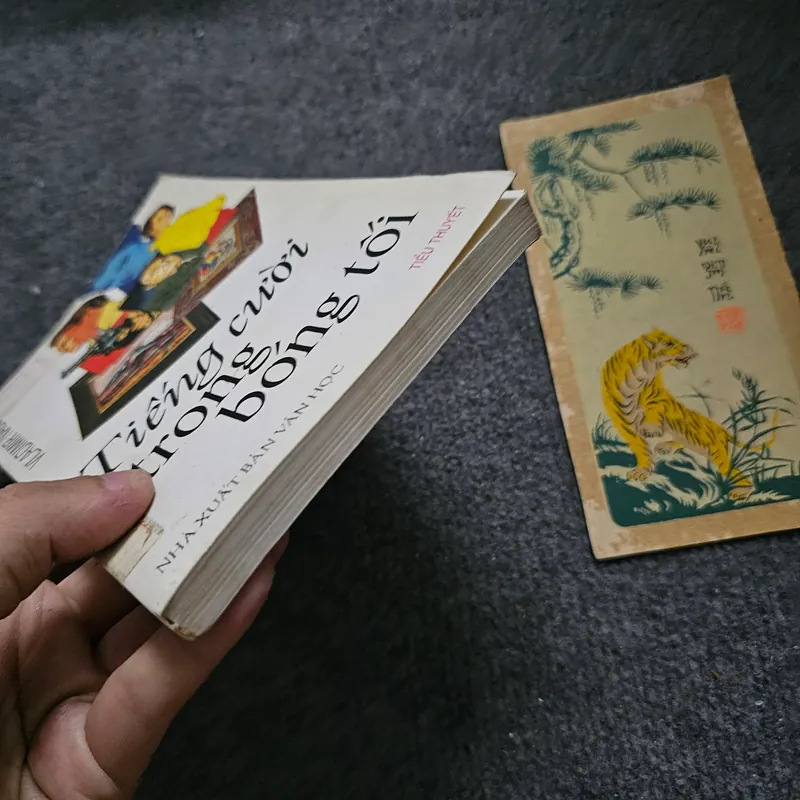 Tiếng cười
trong
bóng tối
TIỂU THUYẾT
NHÀ XUẤT BẢN VĂN HỌC